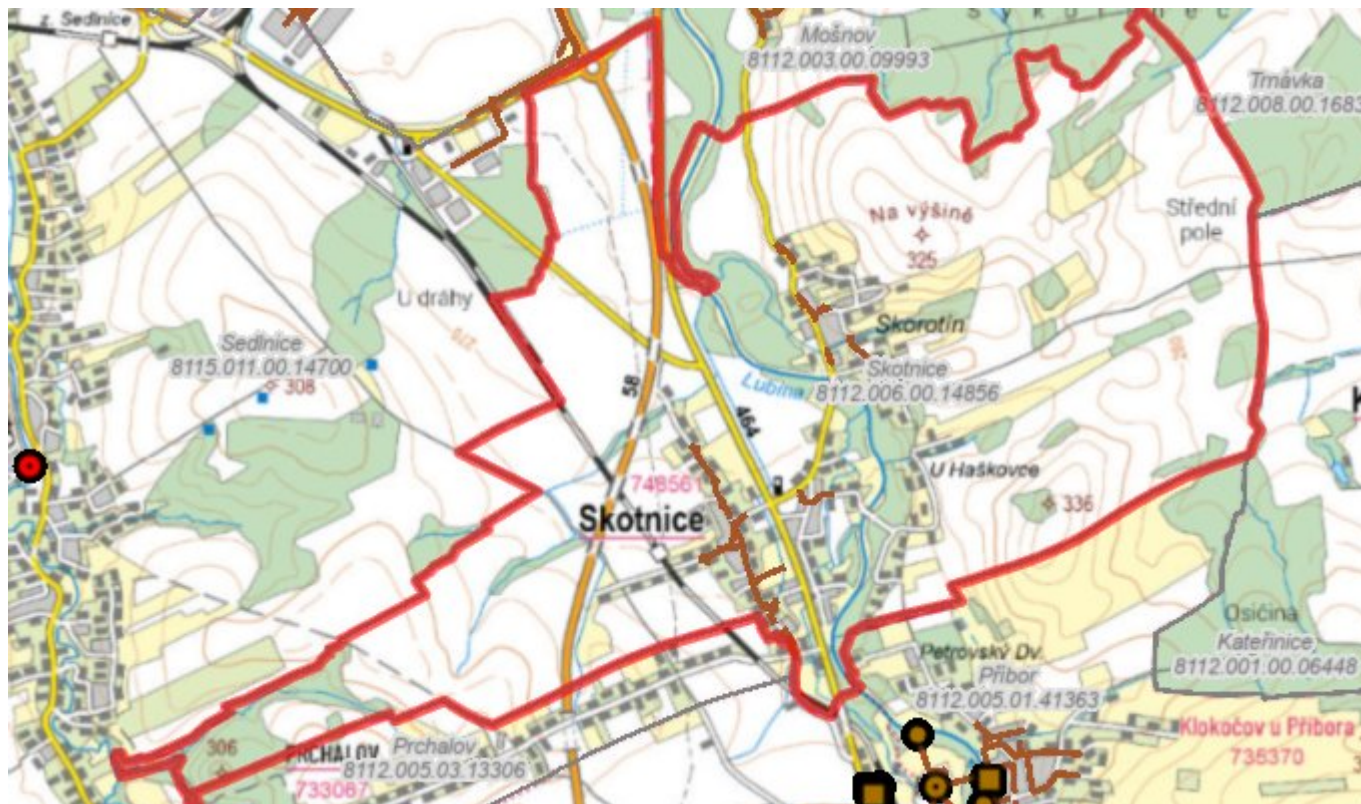 z. Sedlnice
Mošnov
8112.003.00.09993
Trnávka
8112.008.00.1683
Na výšině
325
Střední
pole
U dráhy
270
Skorotín
Sedlnice
8115.011.00.14700
308
Skotnice
8112.006.00.14856
Lubina
58
464
U Haškovce
748561
336
Skotnice
Osičina
Kateřinice
8112.001.00.06448
Petrovský Dv.
Příbor
8112.005.01.41363
Klokočov u Příbora
735370
306
PRCHALOV
Prchalov
8112.005.03.13306
733067